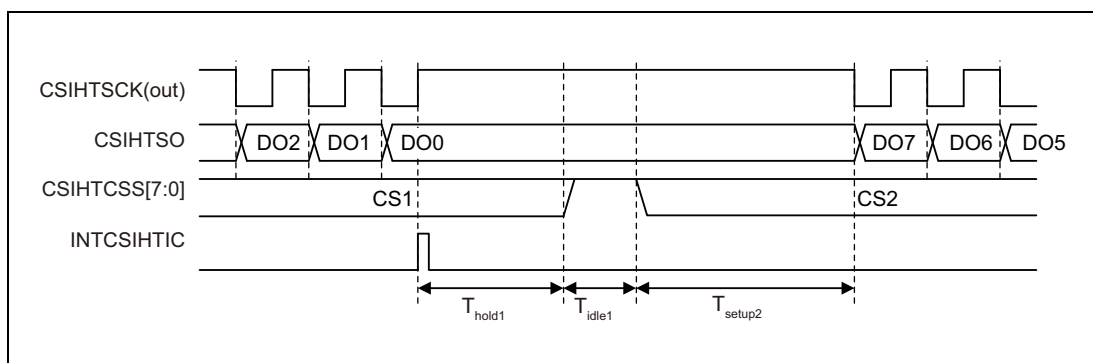 CSIHTSCK(out)
CSIHTSO DO2 DO1 DO0 DO7 DO6 DO5
CSIHTCSS[7:0] CS1 CS2
INTCSIHTIC
Thold1 Tidle1 Tsetup2